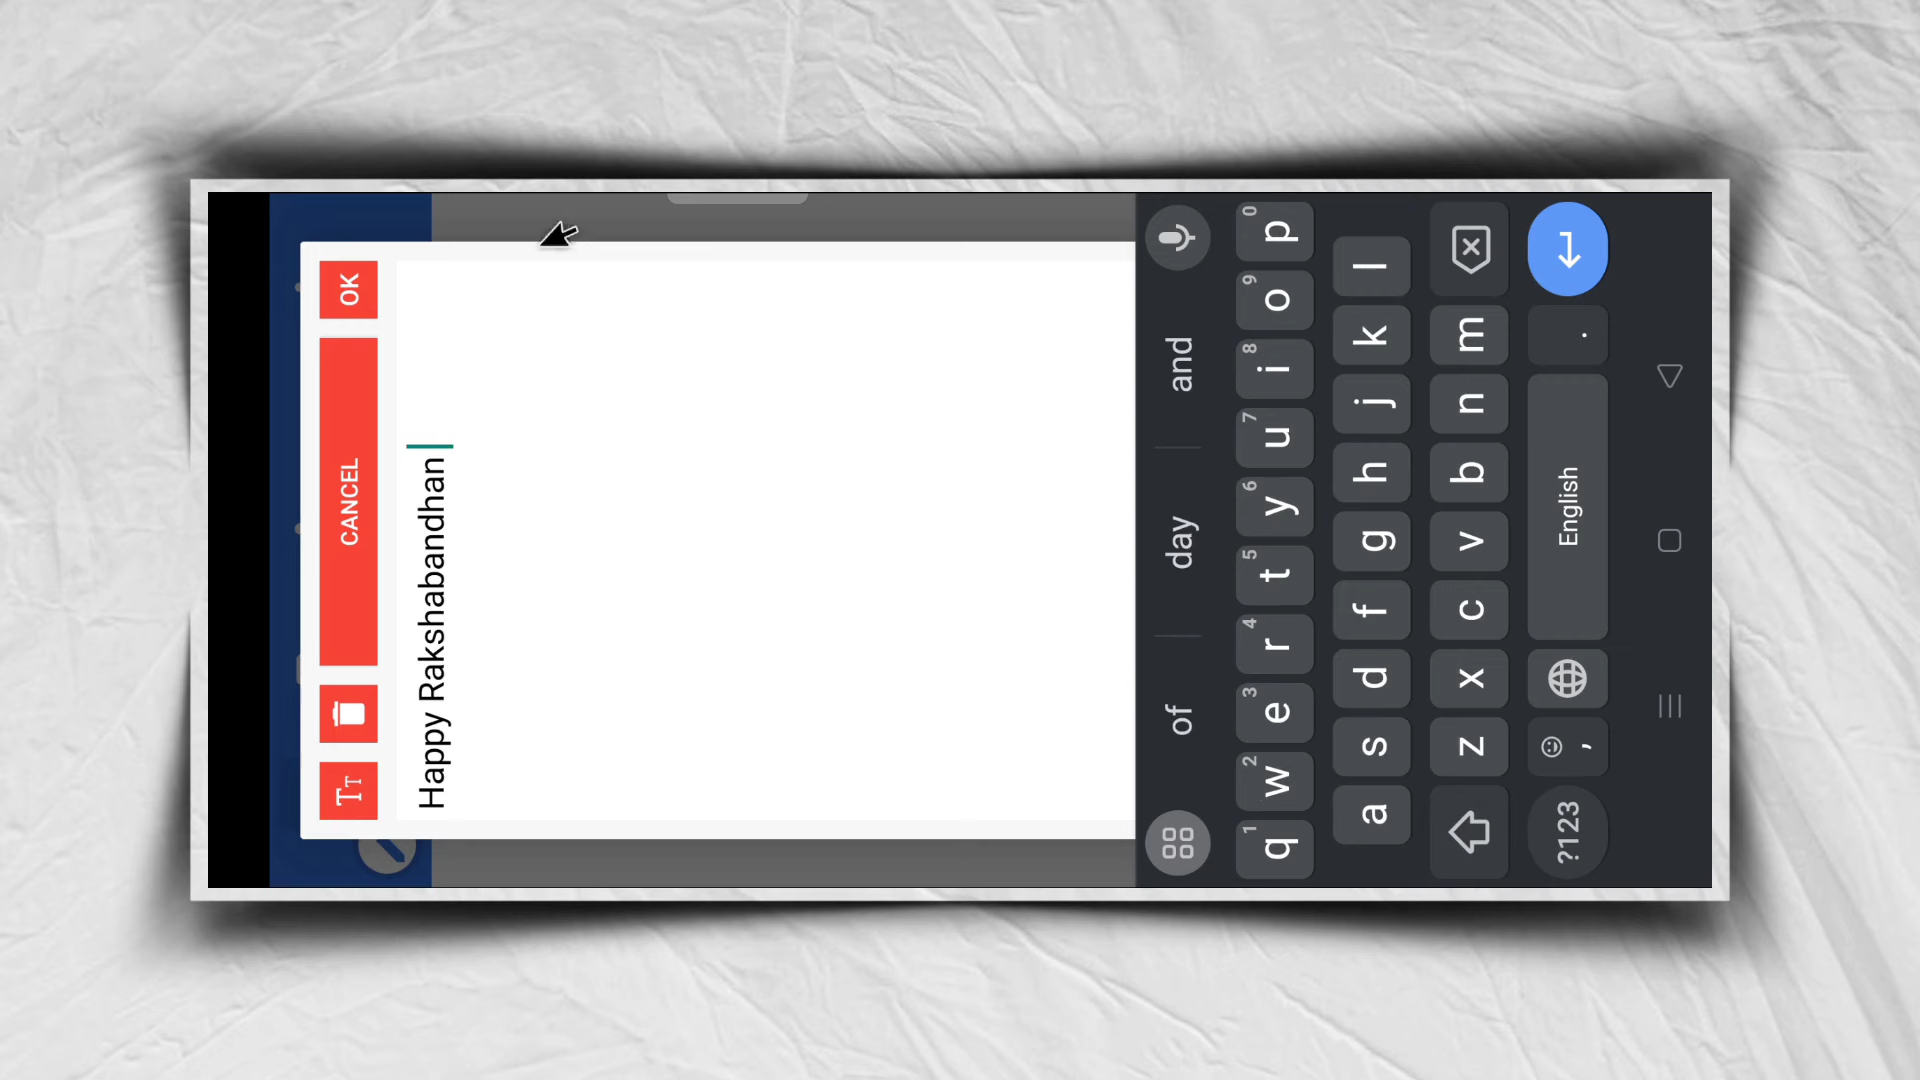 TT
CANCEL
OK
Happy Rakshabandhan
of
day
and
q 1 w 2 e 3 r 4 t 5 y 6 u 7 i 8 o 9 p 0
a s d f g h j k l
z x c v b n m
?123 , English .